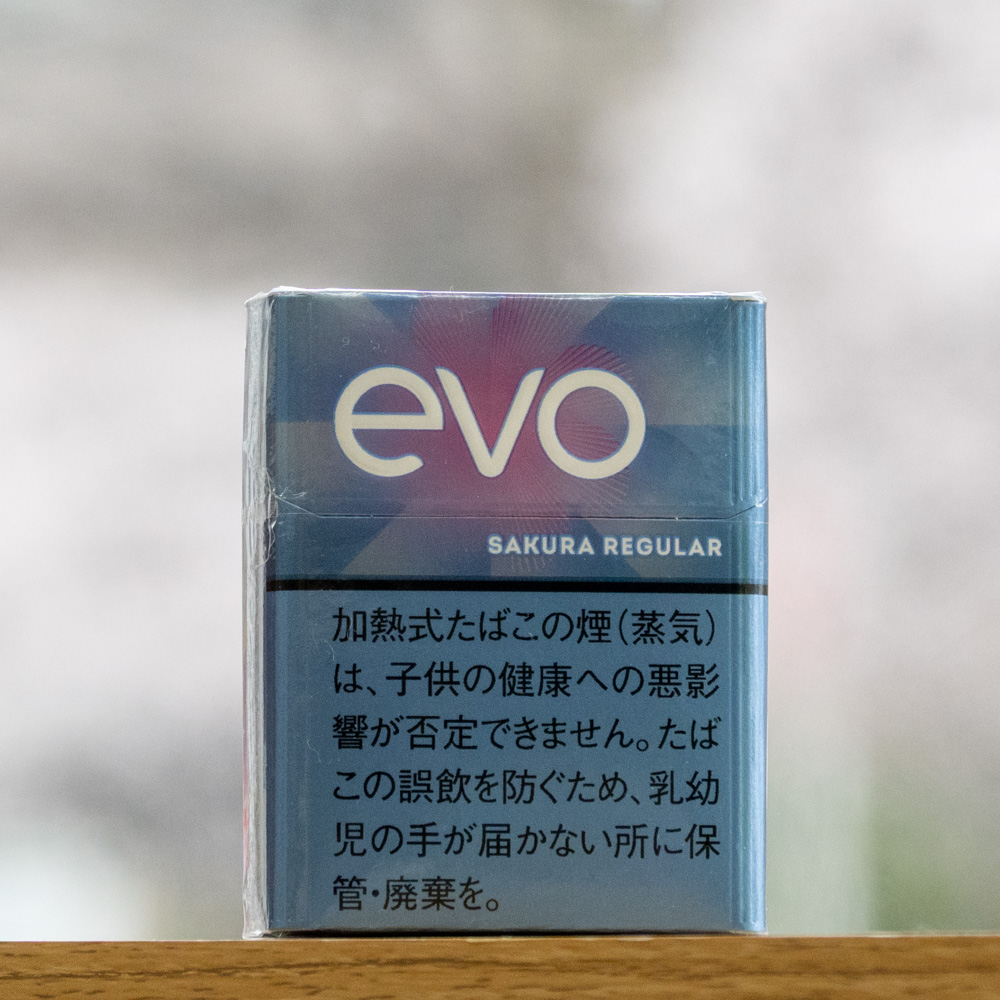 evo
SAKURA REGULAR
加熱式たばこの煙（蒸気）
は、子供の健康への悪影
響が否定できません。たば
この誤飲を防ぐため、乳幼
児の手が届かない所に保
管・廃棄を。